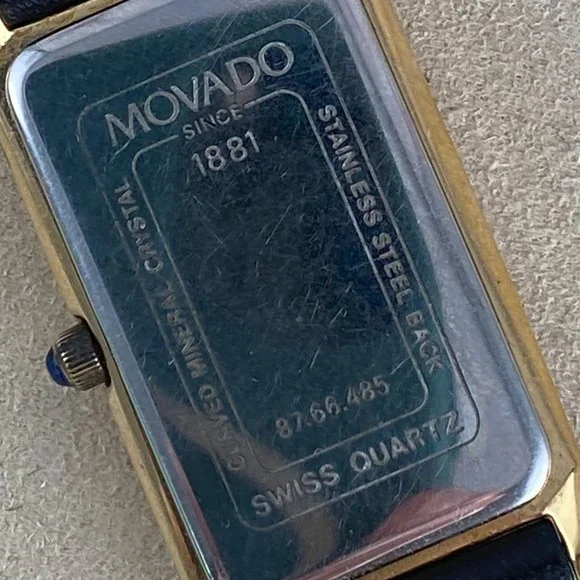 MOVADO
SINCE
1881
STAINLESS STEEL BACK
CURVED MINERAL CRYSTAL
87.66.485
SWISS QUARTZ